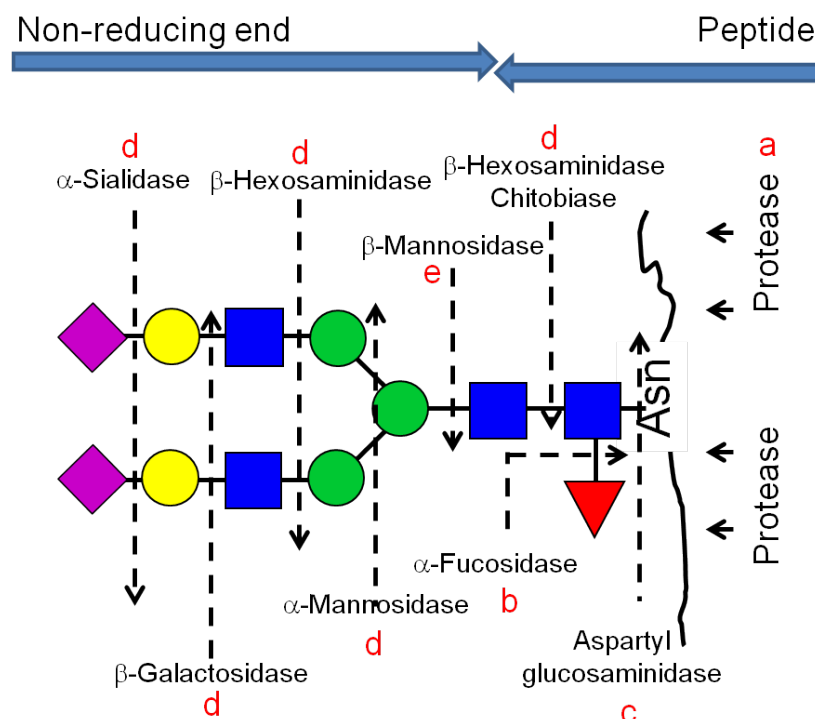 Non-reducing end
Peptide
d
α-Sialidase
d
β-Hexosaminidase
d
β-Hexosaminidase
Chitobiase
a
Protease
β-Mannosidase
e
Asn
Protease
α-Fucosidase
b
α-Mannosidase
d
β-Galactosidase
d
Aspartyl
glucosaminidase
c